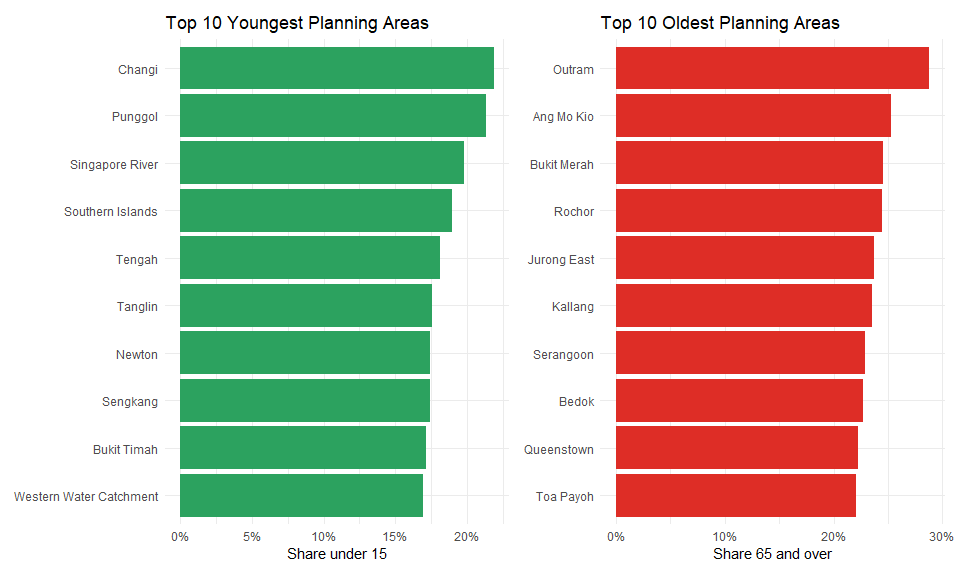 Top 10 Youngest Planning Areas
Changi
Punggol
Singapore River
Southern Islands
Tengah
Tanglin
Newton
Sengkang
Bukit Timah
Western Water Catchment
0% 5% 10% 15% 20%
Share under 15
Top 10 Oldest Planning Areas
Outram
Ang Mo Kio
Bukit Merah
Rochor
Jurong East
Kallang
Serangoon
Bedok
Queenstown
Toa Payoh
0% 10% 20% 30%
Share 65 and over